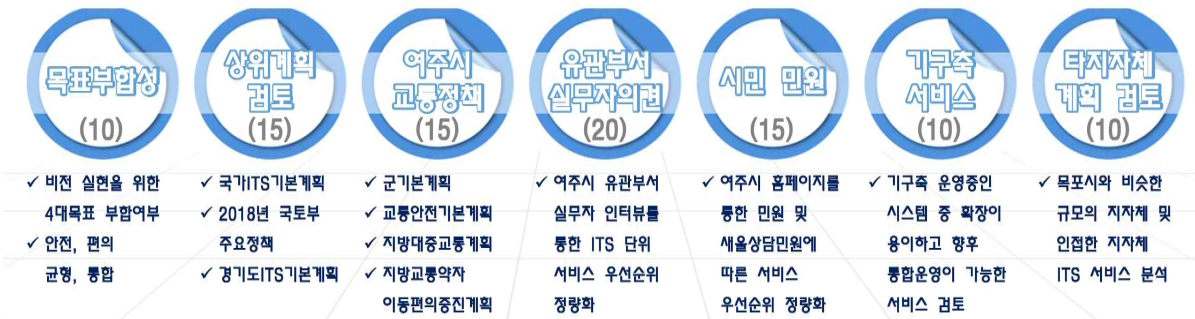 목표부합성
(10)
✓ 비전 실현을 위한
4대목표 부합여부
✓ 안전, 편의
균형, 통합
상위계획
검토
(15)
✓ 국가ITS기본계획
✓ 2018년 국토부
주요정책
✓ 경기도ITS기본계획
여주시
교통정책
(15)
✓ 군기본계획
✓ 교통안전기본계획
✓ 지방대중교통계획
✓ 지방교통약자
이동편의증진계획
유관부서
실무자의견
(20)
✓ 여주시 유관부서
실무자 인터뷰를
통한 ITS 단위
서비스 우선순위
정량화
시민 민원
(15)
✓ 여주시 홈페이지를
통한 민원 및
새올상담민원에
따른 서비스
우선순위 정량화
기구축
서비스
(10)
✓ 기구축 운영중인
시스템 중 확장이
용이하고 향후
통합운영이 가능한
서비스 검토
타지자체
계획 검토
(10)
✓ 목포시와 비슷한
규모의 지자체 및
인접한 지자체
ITS 서비스 분석